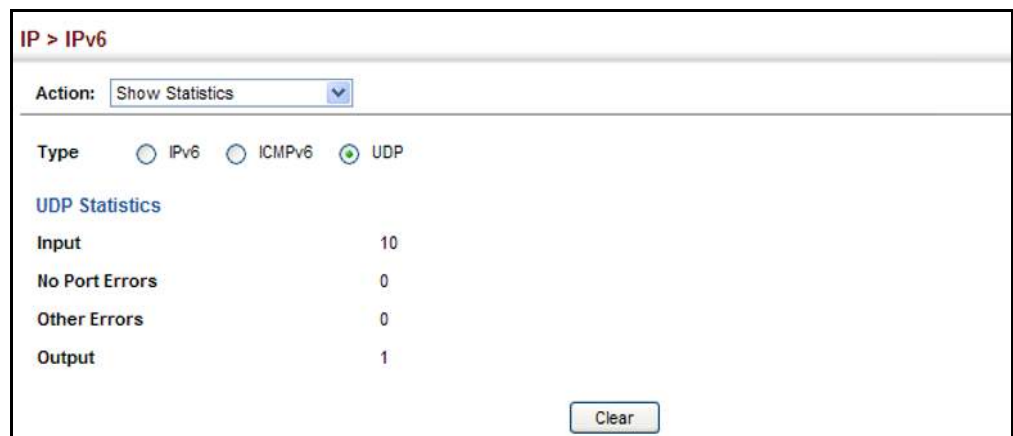 IP > IPv6
Action: Show Statistics
Type IPv6 ICMPv6 UDP
UDP Statistics
Input 10
No Port Errors 0
Other Errors 0
Output 1
Clear